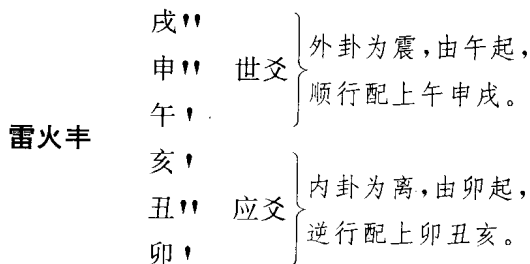 雷火丰
戌〃
申〃 世爻
午′
亥′
丑〃 应爻
卯′
外卦为震，由午起，
顺行配上午申戌。
内卦为离，由卯起，
逆行配上卯丑亥。